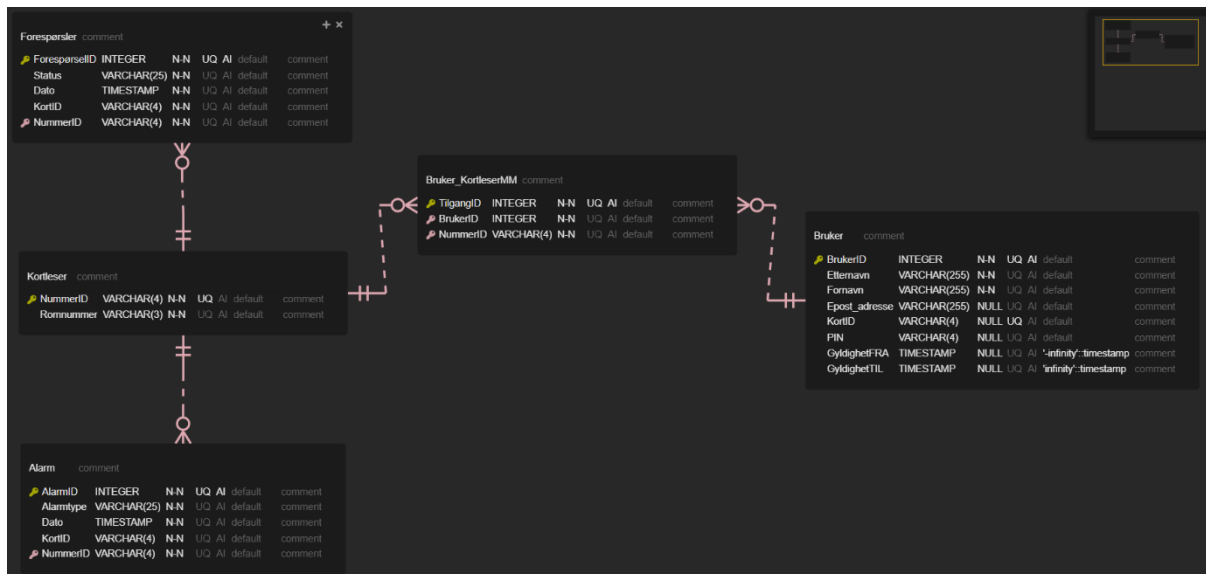 + ×
Forespørsler comment
ForespørselID INTEGER N-N UQ AI default comment
Status VARCHAR(25) N-N UQ AI default comment
Dato TIMESTAMP N-N UQ AI default comment
KortID VARCHAR(4) N-N UQ AI default comment
NummerID VARCHAR(4) N-N UQ AI default comment
Bruker_KortleserMM comment
TilgangID INTEGER N-N UQ AI default comment
BrukerID INTEGER N-N UQ AI default comment
NummerID VARCHAR(4) N-N UQ AI default comment
Bruker comment
BrukerID INTEGER N-N UQ AI default comment
Etternavn VARCHAR(255) N-N UQ AI default comment
Fornavn VARCHAR(255) N-N UQ AI default comment
Epost_adresse VARCHAR(255) NULL UQ AI default comment
KortID VARCHAR(4) NULL UQ AI default comment
PIN VARCHAR(4) NULL UQ AI default comment
GyldighetFRA TIMESTAMP NULL UQ AI '-infinity'::timestamp comment
GyldighetTIL TIMESTAMP NULL UQ AI 'infinity'::timestamp comment
Kortleser comment
NummerID VARCHAR(4) N-N UQ AI default comment
Romnummer VARCHAR(3) N-N UQ AI default comment
Alarm comment
AlarmID INTEGER N-N UQ AI default comment
Alarmtype VARCHAR(25) N-N UQ AI default comment
Dato TIMESTAMP N-N UQ AI default comment
KortID VARCHAR(4) N-N UQ AI default comment
NummerID VARCHAR(4) N-N UQ AI default comment